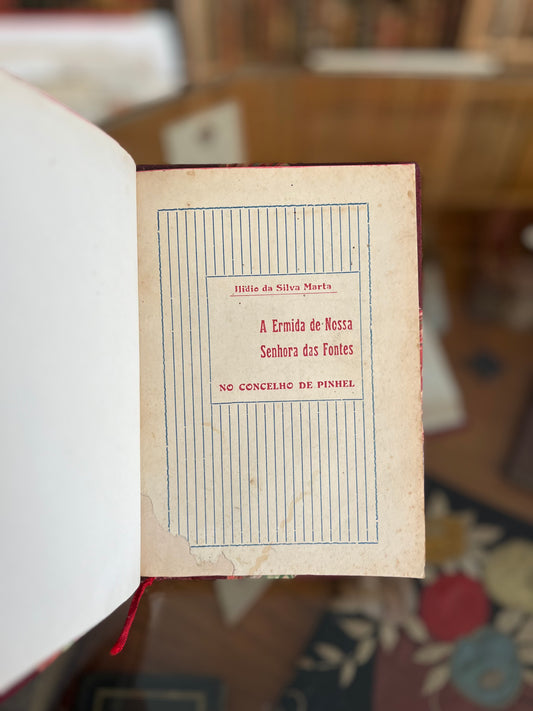 Ilídio da Silva Marta
A Ermida de Nossa
Senhora das Fontes
NO CONCELHO DE PINHEL